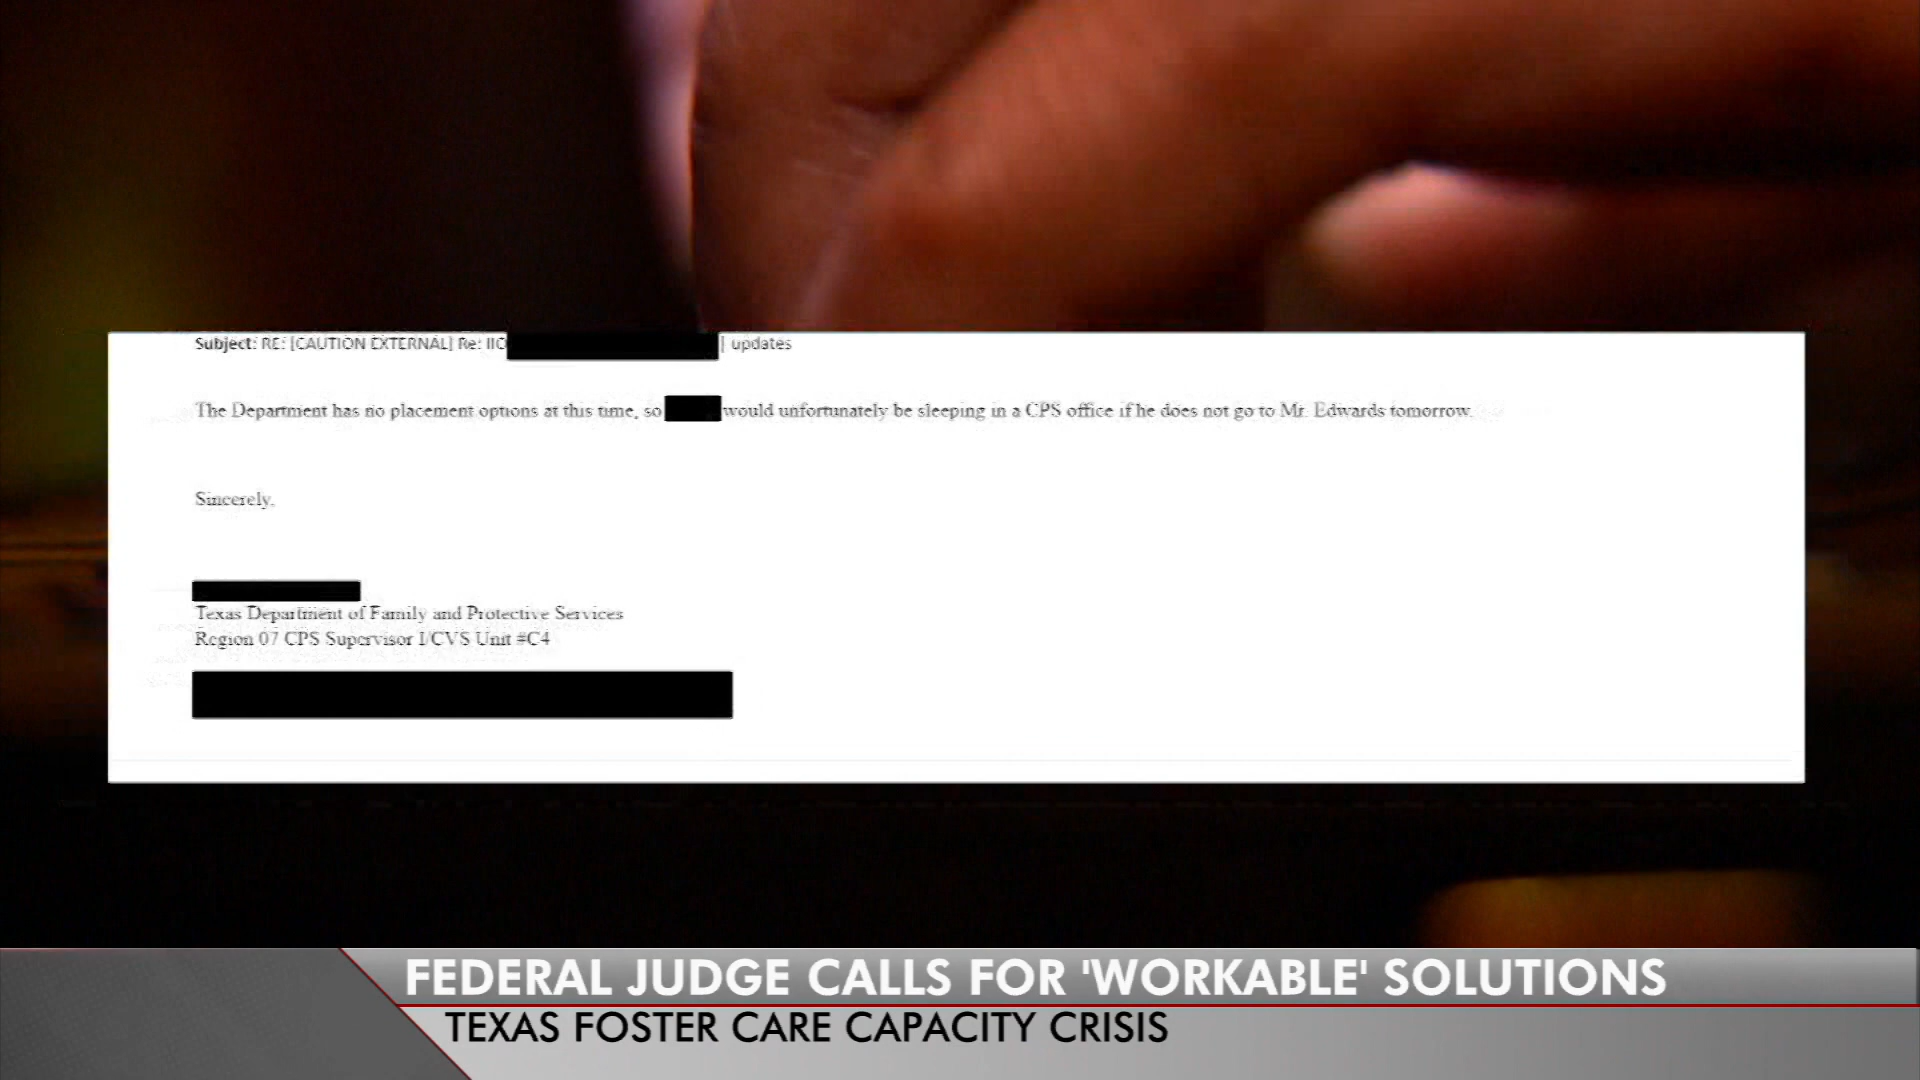 Subject: RE: [CAUTION EXTERNAL] Re: IIO | updates
The Department has no placement options at this time, so would unfortunately be sleeping in a CPS office if he does not go to Mr. Edwards tomorrow.
Sincerely,
Texas Department of Family and Protective Services
Region 07 CPS Supervisor I/CVS Unit #C4
FEDERAL JUDGE CALLS FOR 'WORKABLE' SOLUTIONS
TEXAS FOSTER CARE CAPACITY CRISIS